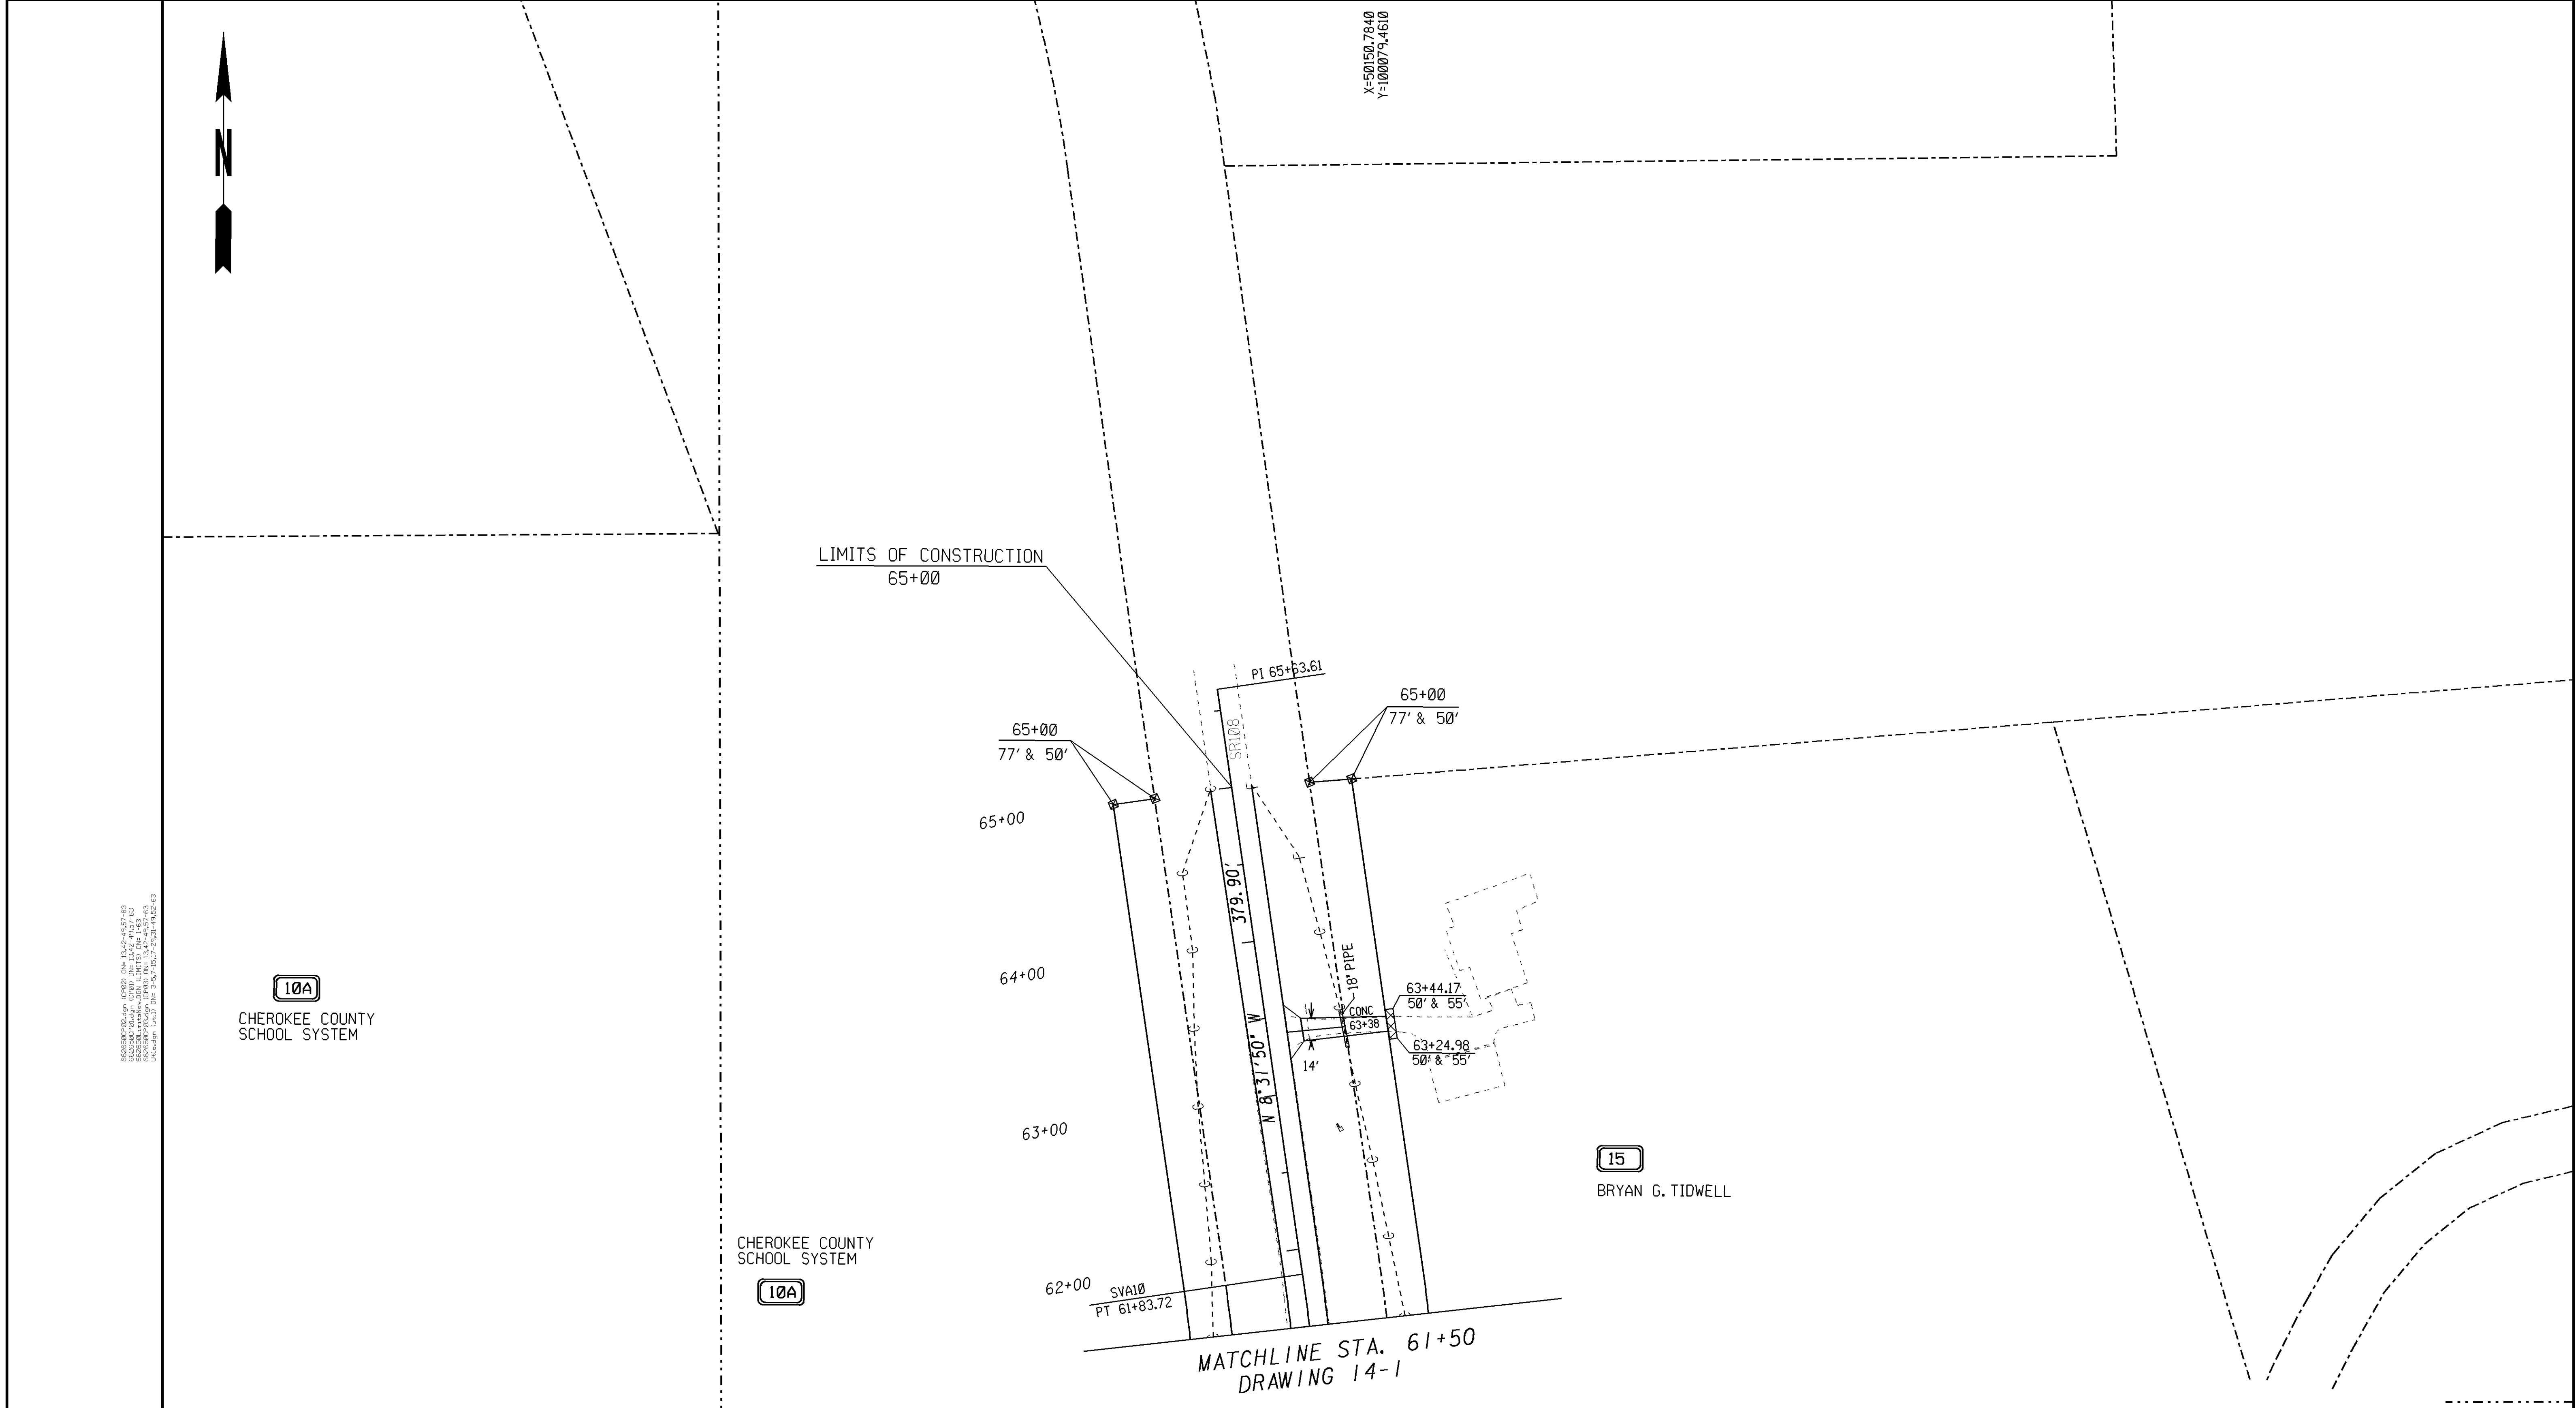 X=50150.7840
Y=100079.4610
N
LIMITS OF CONSTRUCTION
65+00
PI 65+63.61
65+00
77' & 50'
65+00
77' & 50'
SR108
65+00
379.90'
18" PIPE
64+00
63+44.17
50' & 55'
CONC
63+38
63+24.98
50' & 55'
14'
N 8°31'50" W
10A
CHEROKEE COUNTY
SCHOOL SYSTEM
63+00
15
BRYAN G. TIDWELL
CHEROKEE COUNTY
SCHOOL SYSTEM
10A
62+00
SVA10
PT 61+83.72
MATCHLINE STA. 61+50
DRAWING 14-1